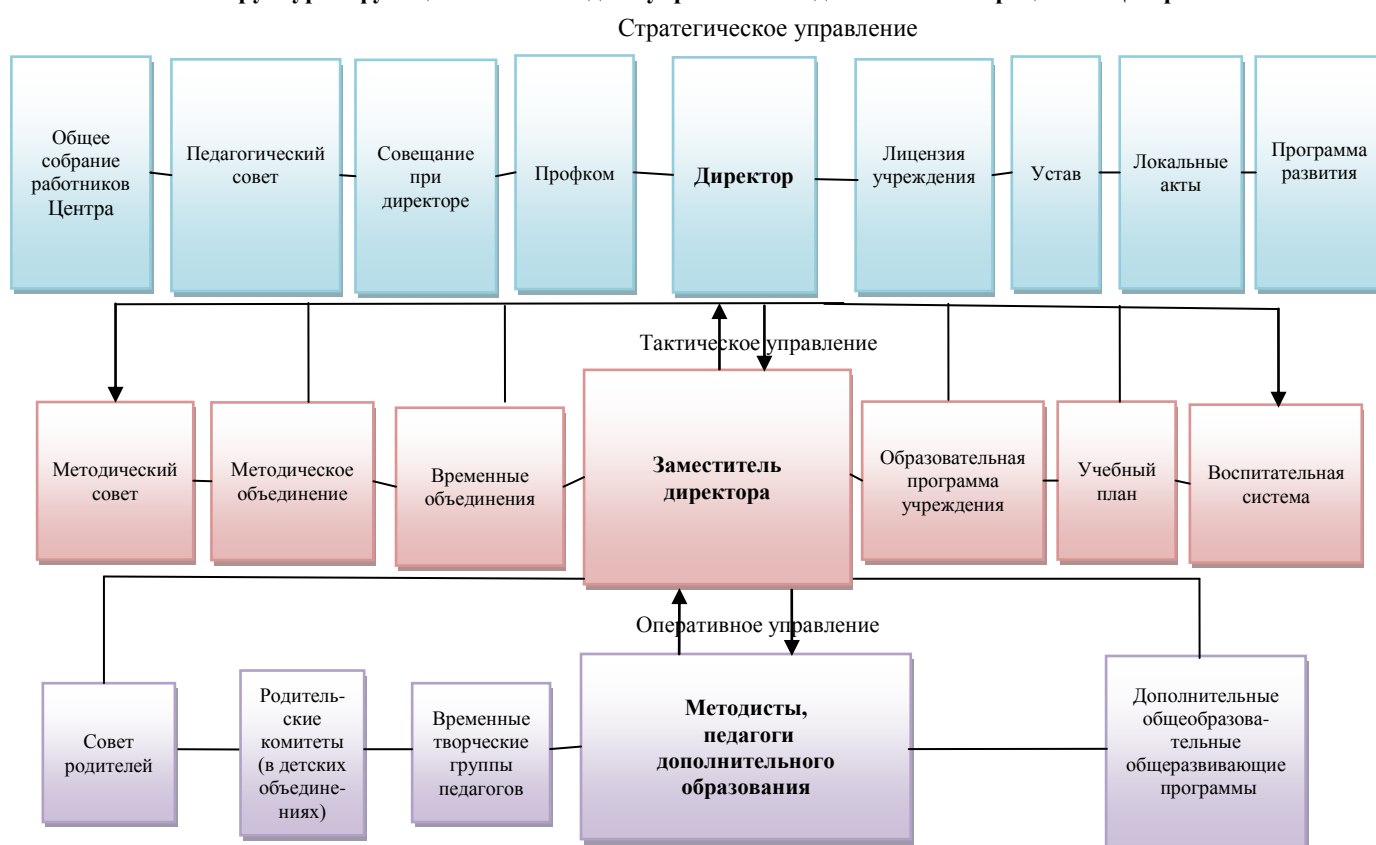 Стратегическое управление
Общее
собрание
работников
Центра
Педагогический
совет
Совещание
при
директоре
Профком
Директор
Лицензия
учреждения
Устав
Локальные
акты
Программа
развития
Тактическое управление
Методический
совет
Методическое
объединение
Временные
объединения
Заместитель
директора
Образовательная
программа
учреждения
Учебный
план
Воспитательная
система
Оперативное управление
Совет
родителей
Родитель-
ские
комитеты
(в детских
объедине-
ниях)
Временные
творческие
группы
педагогов
Методисты,
педагоги
дополнительного
образования
Дополнительные
общеобразова-
тельные
общеразвивающие
программы